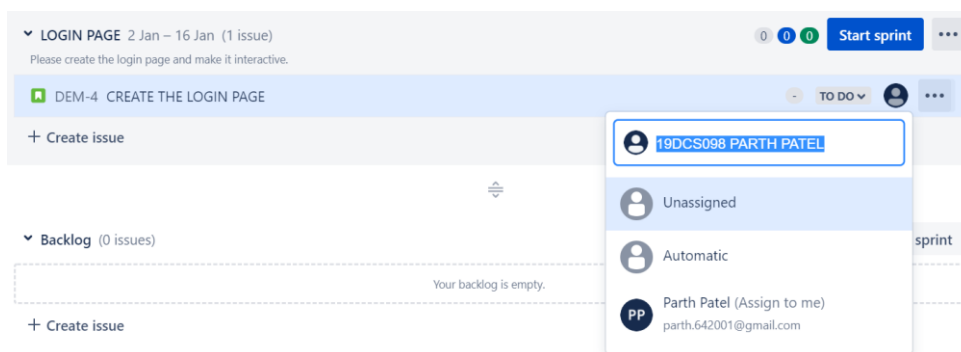 LOGIN PAGE 2 Jan – 16 Jan (1 issue) 0 0 0 Start sprint
Please create the login page and make it interactive.
DEM-4 CREATE THE LOGIN PAGE - TO DO
+ Create issue
19DCS098 PARTH PATEL
Unassigned
Backlog (0 issues) sprint
Automatic
Your backlog is empty.
PP Parth Patel (Assign to me)
parth.642001@gmail.com
+ Create issue